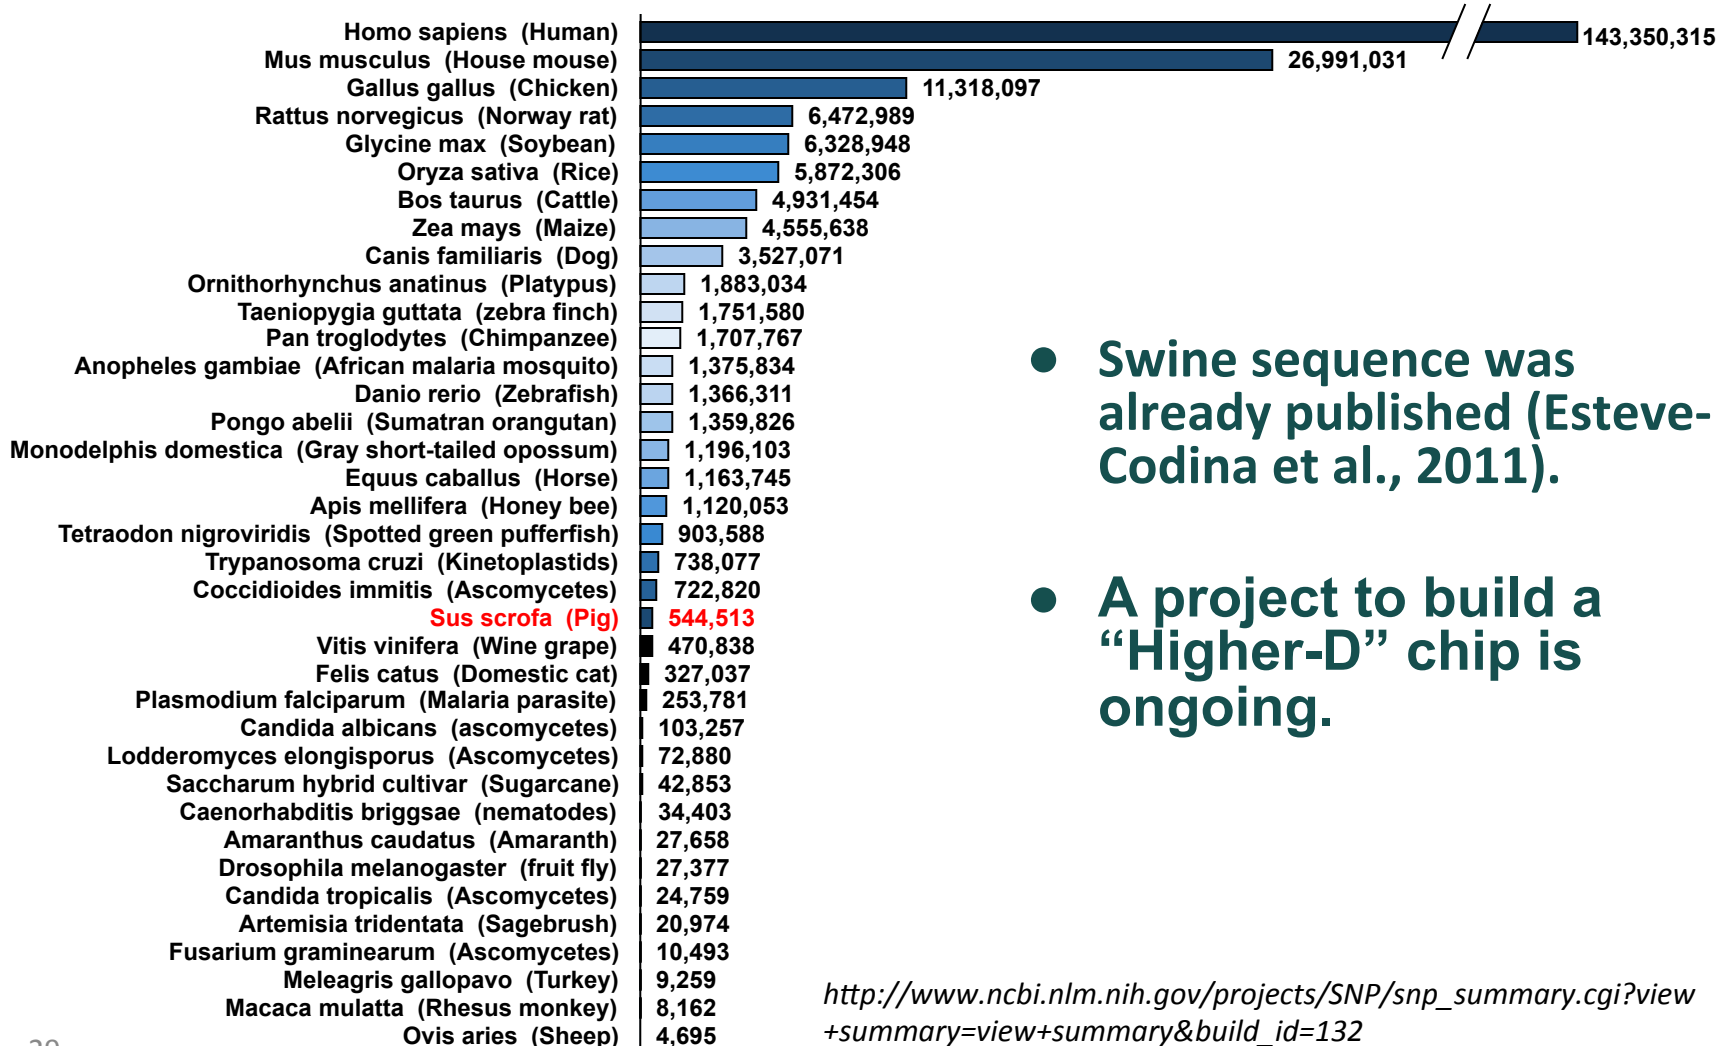 Homo sapiens (Human) 143,350,315
Mus musculus (House mouse) 26,991,031
Gallus gallus (Chicken) 11,318,097
Rattus norvegicus (Norway rat) 6,472,989
Glycine max (Soybean) 6,328,948
Oryza sativa (Rice) 5,872,306
Bos taurus (Cattle) 4,931,454
Zea mays (Maize) 4,555,638
Canis familiaris (Dog) 3,527,071
Ornithorhynchus anatinus (Platypus) 1,883,034
Taeniopygia guttata (zebra finch) 1,751,580
Pan troglodytes (Chimpanzee) 1,707,767
Anopheles gambiae (African malaria mosquito) 1,375,834
Danio rerio (Zebrafish) 1,366,311
Pongo abelii (Sumatran orangutan) 1,359,826
Monodelphis domestica (Gray short-tailed opossum) 1,196,103
Equus caballus (Horse) 1,163,745
Apis mellifera (Honey bee) 1,120,053
Tetraodon nigroviridis (Spotted green pufferfish) 903,588
Trypanosoma cruzi (Kinetoplastids) 738,077
Coccidioides immitis (Ascomycetes) 722,820
Sus scrofa (Pig) 544,513
Vitis vinifera (Wine grape) 470,838
Felis catus (Domestic cat) 327,037
Plasmodium falciparum (Malaria parasite) 253,781
Candida albicans (ascomycetes) 103,257
Lodderomyces elongisporus (Ascomycetes) 72,880
Saccharum hybrid cultivar (Sugarcane) 42,853
Caenorhabditis briggsae (nematodes) 34,403
Amaranthus caudatus (Amaranth) 27,658
Drosophila melanogaster (fruit fly) 27,377
Candida tropicalis (Ascomycetes) 24,759
Artemisia tridentata (Sagebrush) 20,974
Fusarium graminearum (Ascomycetes) 10,493
Meleagris gallopavo (Turkey) 9,259
Macaca mulatta (Rhesus monkey) 8,162
Ovis aries (Sheep) 4,695
• Swine sequence was
already published (Esteve-
Codina et al., 2011).
• A project to build a
“Higher-D” chip is
ongoing.
http://www.ncbi.nlm.nih.gov/projects/SNP/snp_summary.cgi?view
+summary=view+summary&build_id=132